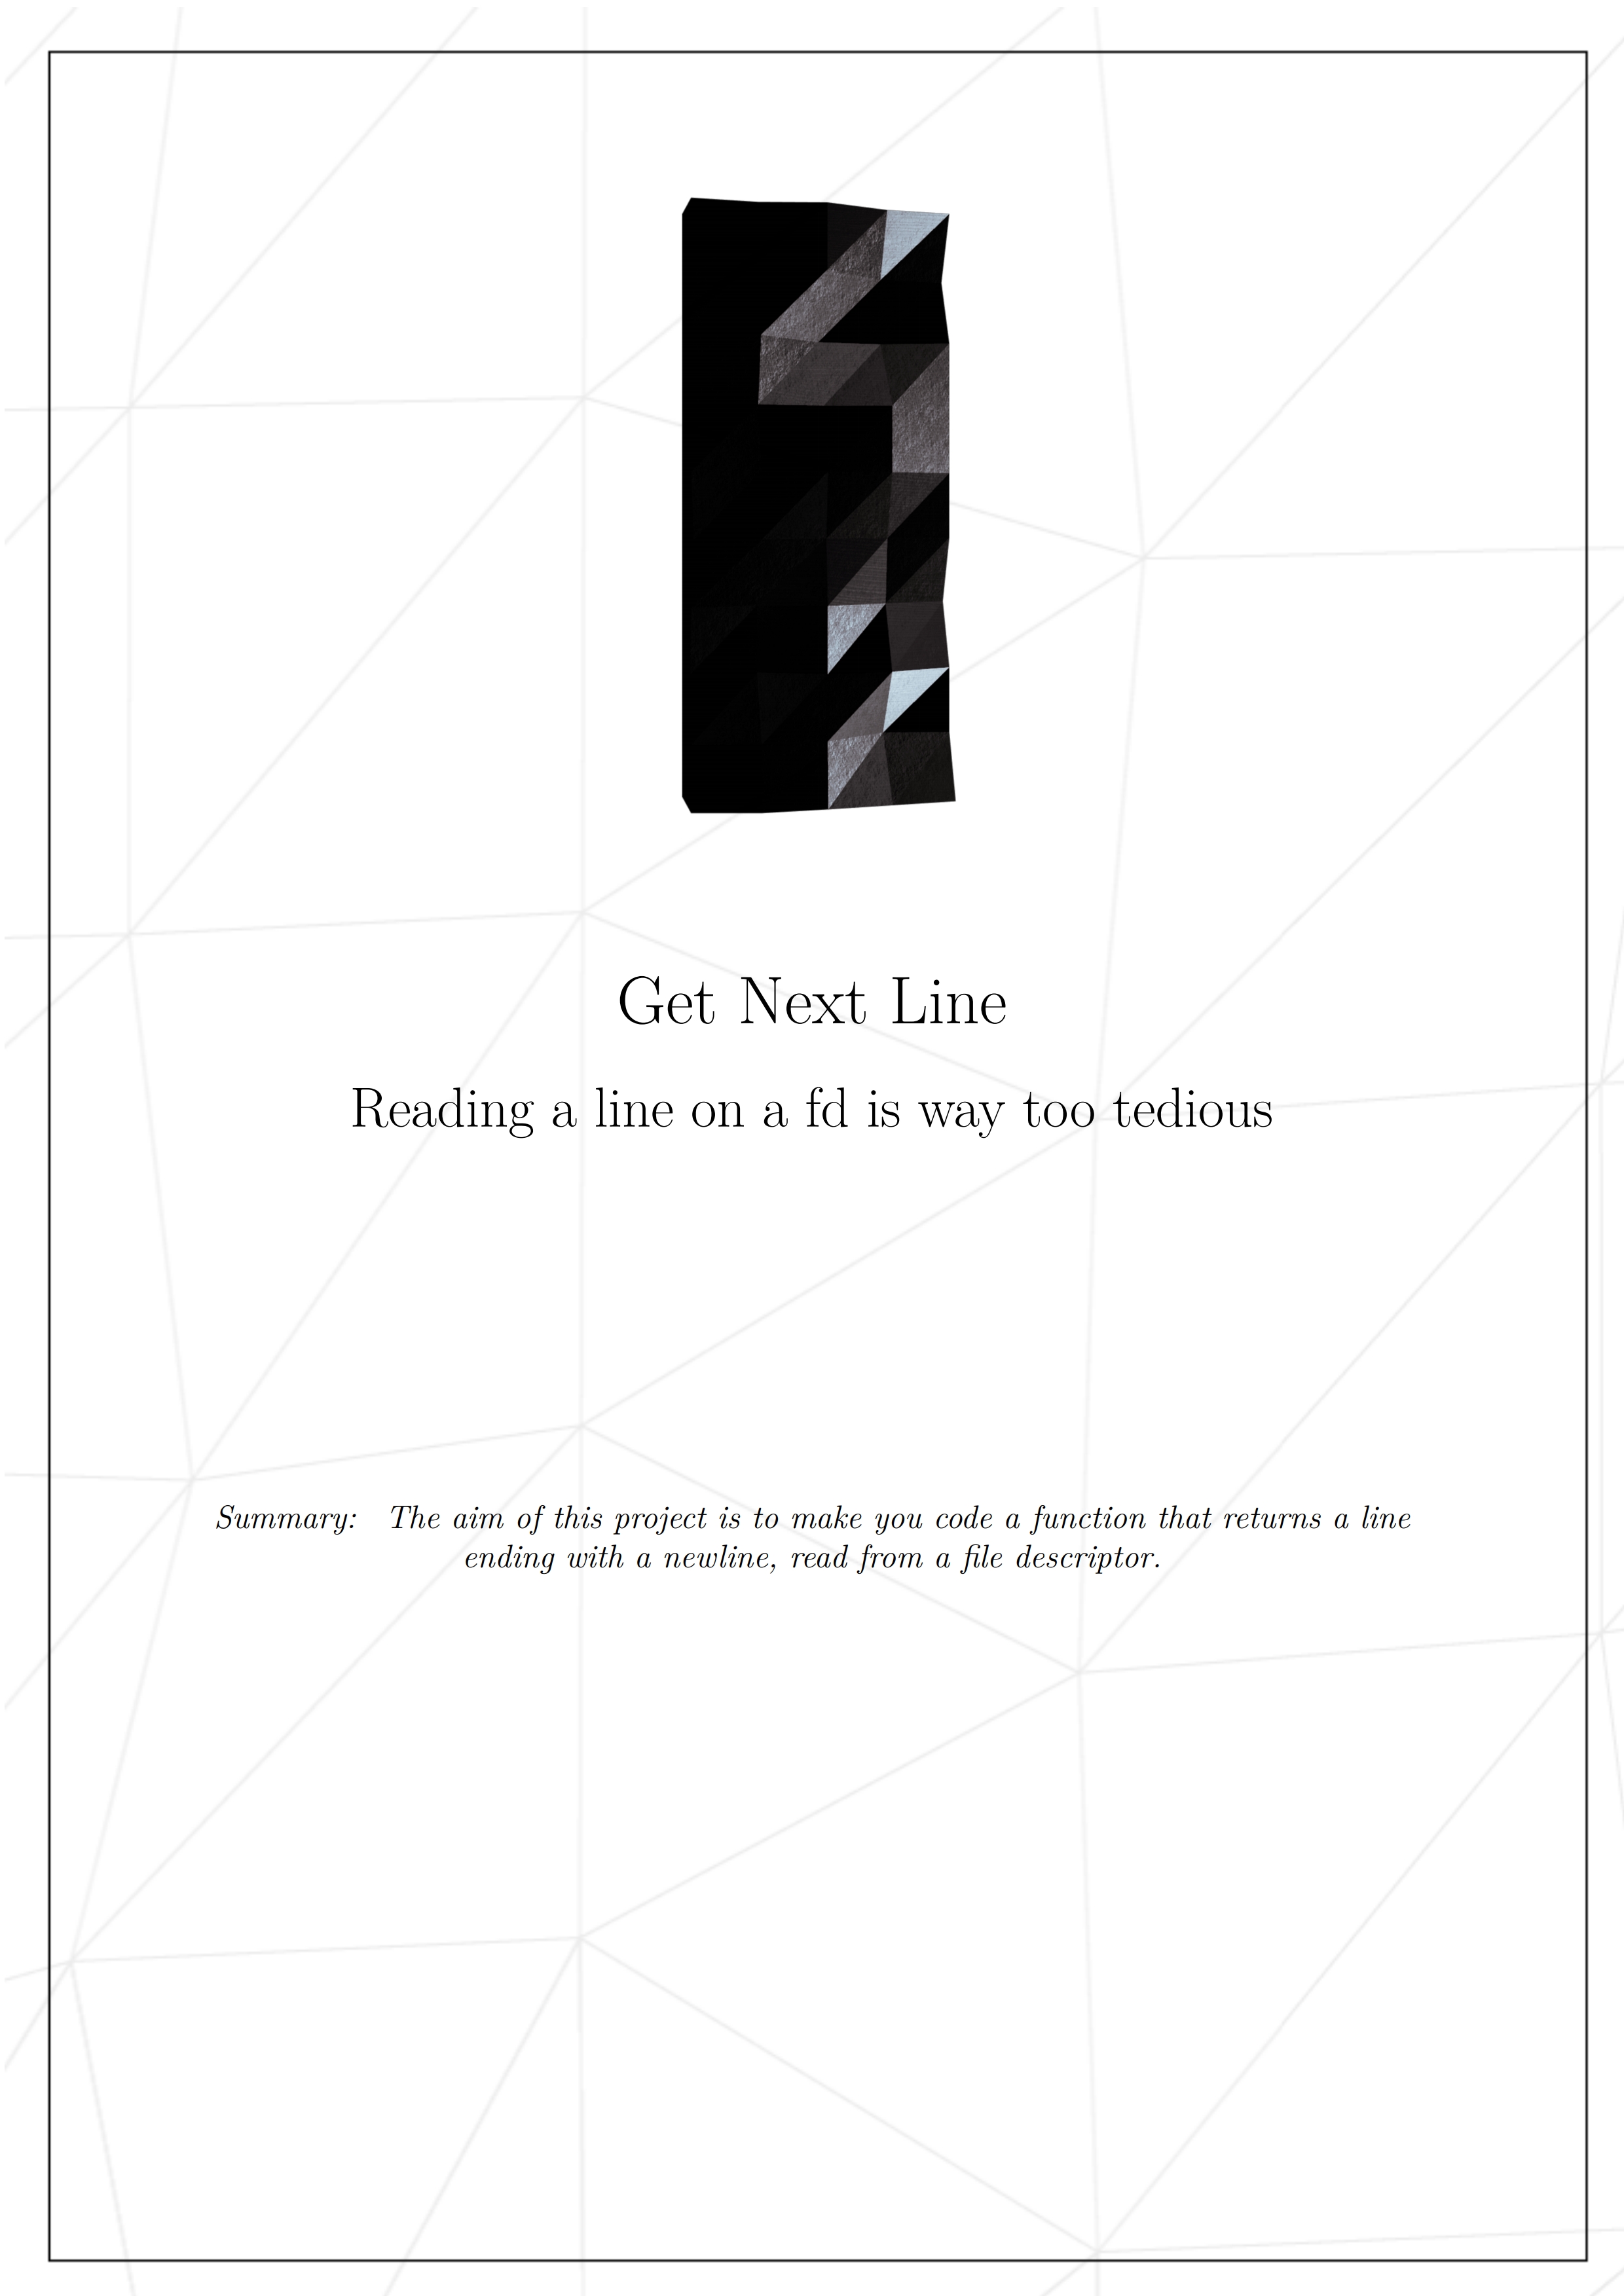 Get Next Line
Reading a line on a fd is way too tedious
Summary: The aim of this project is to make you code a function that returns a line
ending with a newline, read from a file descriptor.